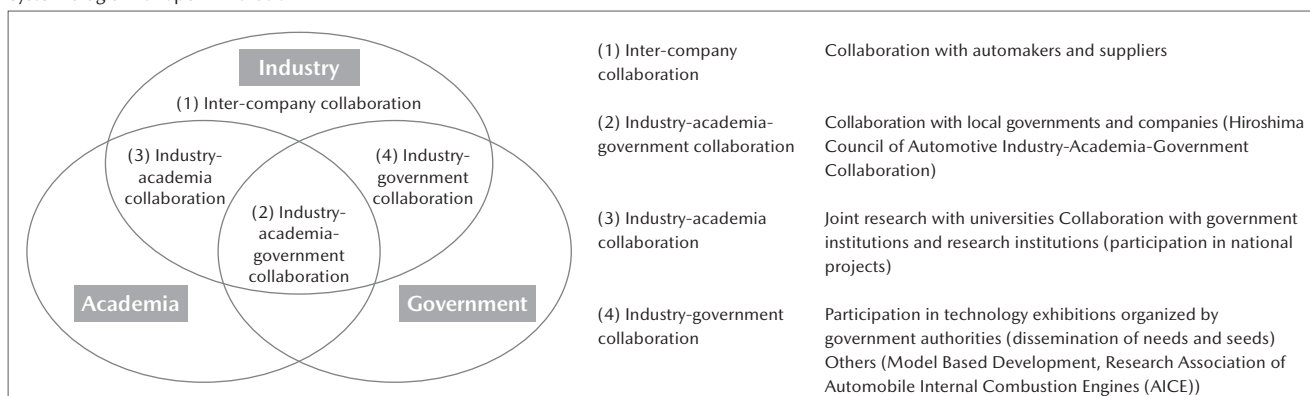 Industry
(1) Inter-company collaboration
(3) Industry-
academia
collaboration
(4) Industry-
government
collaboration
(2) Industry-
academia-
government
collaboration
Academia
Government
(1) Inter-company
collaboration
Collaboration with automakers and suppliers
(2) Industry-academia-
government collaboration
Collaboration with local governments and companies (Hiroshima
Council of Automotive Industry-Academia-Government
Collaboration)
(3) Industry-academia
collaboration
Joint research with universities Collaboration with government
institutions and research institutions (participation in national
projects)
(4) Industry-government
collaboration
Participation in technology exhibitions organized by
government authorities (dissemination of needs and seeds)
Others (Model Based Development, Research Association of
Automobile Internal Combustion Engines (AICE))